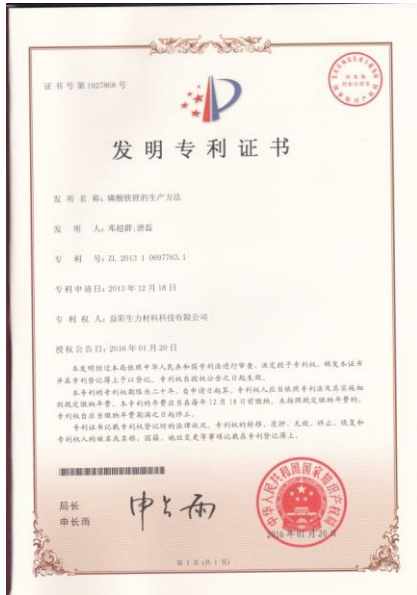 证书号第1927868号
发明专利证书
发 明 名 称：磷酸铁锂的生产方法
发 明 人：邓超群;唐磊
专 利 号：ZL 2013 1 0697763.1
专利申请日：2013年12月18日
专 利 权 人：益阳生力材料科技有限公司
授权公告日：2016年01月20日
本发明经过本局依照中华人民共和国专利法进行审查，决定授予专利权，颁发本证书
并在专利登记簿上予以登记。专利权自授权公告之日起生效。
本专利的专利权期限为二十年，自申请日起算。专利权人应当依照专利法及其实施细
则规定缴纳年费。本专利的年费应当在每年12月18日前缴纳。未按照规定缴纳年费的，
专利权自应当缴纳年费期满之日起终止。
专利证书记载专利权登记时的法律状况。专利权的转移、质押、无效、终止、恢复和
专利权人的姓名或名称、国籍、地址变更等事项记载在专利登记簿上。
局长
申长雨
申长雨
中华人民共和国国家知识产权局
2016年01月20日
第1页(共1页)